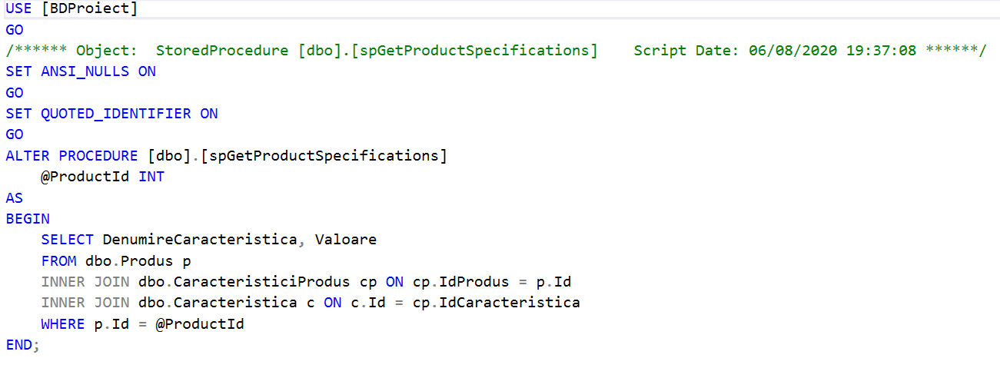 USE [BDProiect]
GO
/****** Object:  StoredProcedure [dbo].[spGetProductSpecifications]    Script Date: 06/08/2020 19:37:08 ******/
SET ANSI_NULLS ON
GO
SET QUOTED_IDENTIFIER ON
GO
ALTER PROCEDURE [dbo].[spGetProductSpecifications]
    @ProductId INT
AS
BEGIN
    SELECT DenumireCaracteristica, Valoare
    FROM dbo.Produs p
    INNER JOIN dbo.CaracteristiciProdus cp ON cp.IdProdus = p.Id
    INNER JOIN dbo.Caracteristica c ON c.Id = cp.IdCaracteristica
    WHERE p.Id = @ProductId
END;